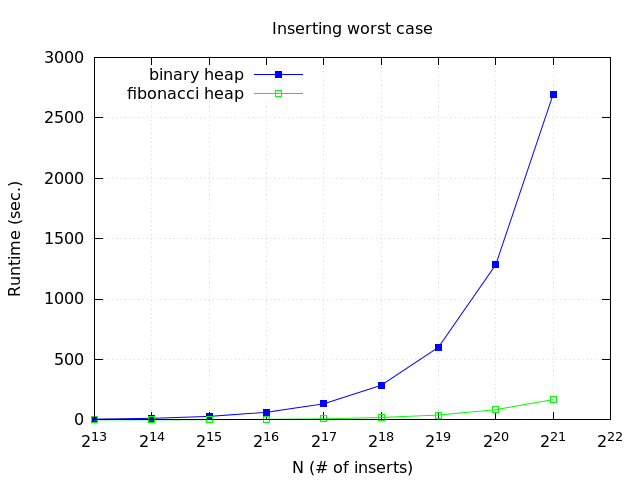 Inserting worst case
3000
2500
2000
1500
1000
500
0
Runtime (sec.)
binary heap
fibonacci heap
2^13 2^14 2^15 2^16 2^17 2^18 2^19 2^20 2^21 2^22
N (# of inserts)